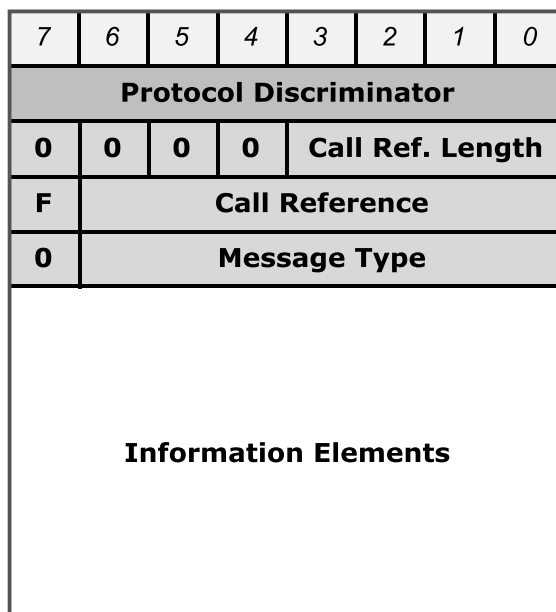 7 6 5 4 3 2 1 0
Protocol Discriminator
0 0 0 0 Call Ref. Length
F Call Reference
0 Message Type
Information Elements